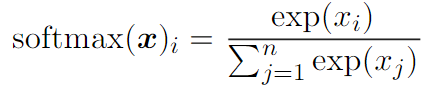 softmax(𝒙)ᵢ = exp(xᵢ) / ∑ⱼ₌₁ⁿ exp(xⱼ)